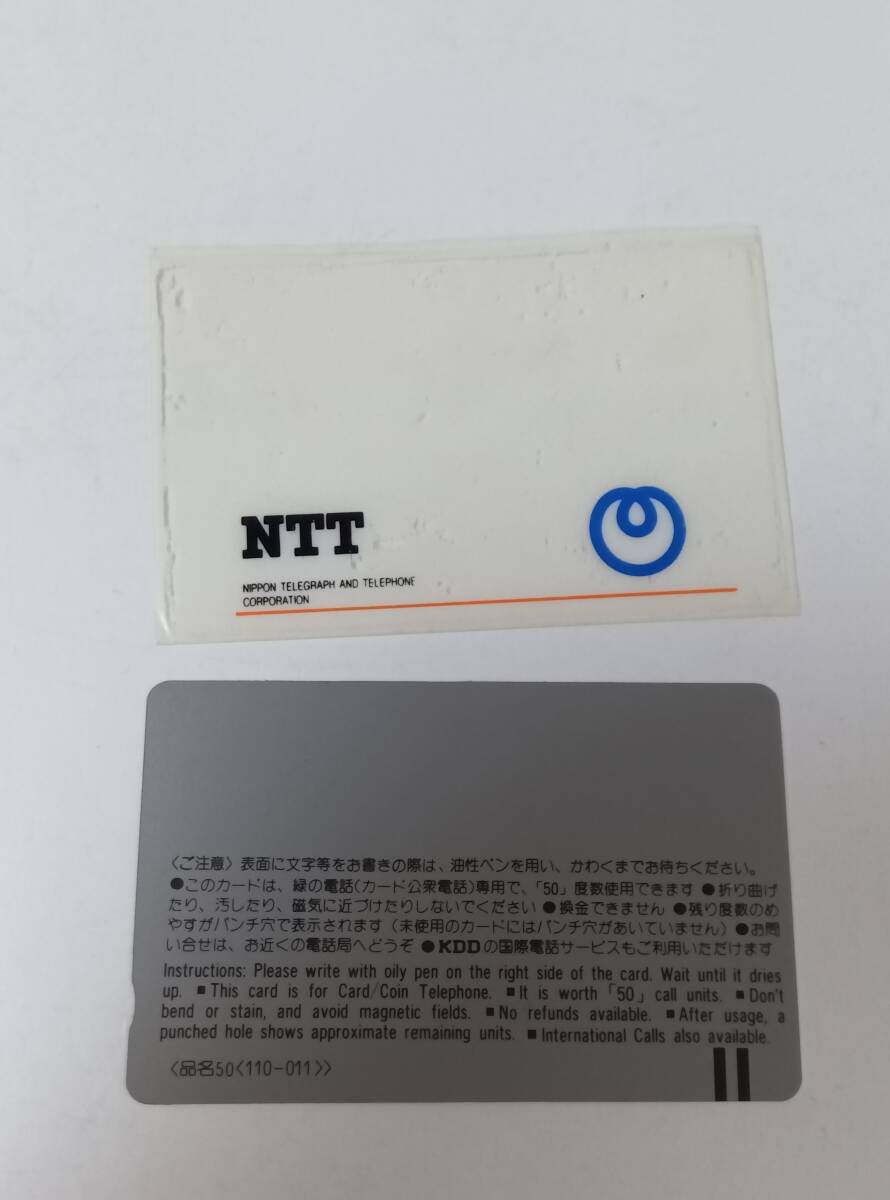 NTT
NIPPON TELEGRAPH AND TELEPHONE
CORPORATION
〈ご注意〉表面に文字等をお書きの際は、油性ペンを用い、かわくまでお待ちください。
●このカードは、緑の電話(カード公衆電話)専用で、「50」度数使用できます ●折り曲げ
たり、汚したり、磁気に近づけたりしないでください ●換金できません ●残り度数のめ
やすがパンチ穴で表示されます(未使用のカードにはパンチ穴があいていません) ●お問
い合せは、お近くの電話局へどうぞ ●KDDの国際電話サービスもご利用いただけます
Instructions: Please write with oily pen on the right side of the card. Wait until it dries
up. ■This card is for Card/Coin Telephone. ■It is worth「50」call units. ■Don't
bend or stain, and avoid magnetic fields. ■No refunds available. ■After usage, a
punched hole shows approximate remaining units. ■International Calls also available.
〈品名50〈110-011〉〉